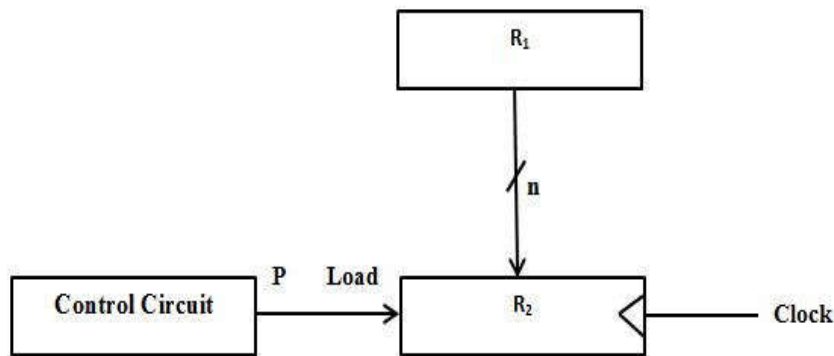 R₁
n
P Load
Control Circuit
R₂
Clock